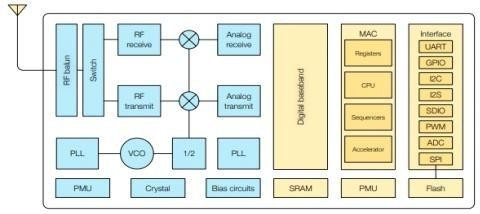 RF balun
Switch
RF
receive
Analog
receive
RF
transmit
Analog
transmit
PLL
VCO
1/2
PLL
PMU
Crystal
Bias circuits
Digital baseband
SRAM
MAC
Registers
CPU
Sequencers
Accelerator
PMU
Interface
UART
GPIO
I2C
I2S
SDIO
PWM
ADC
SPI
Flash